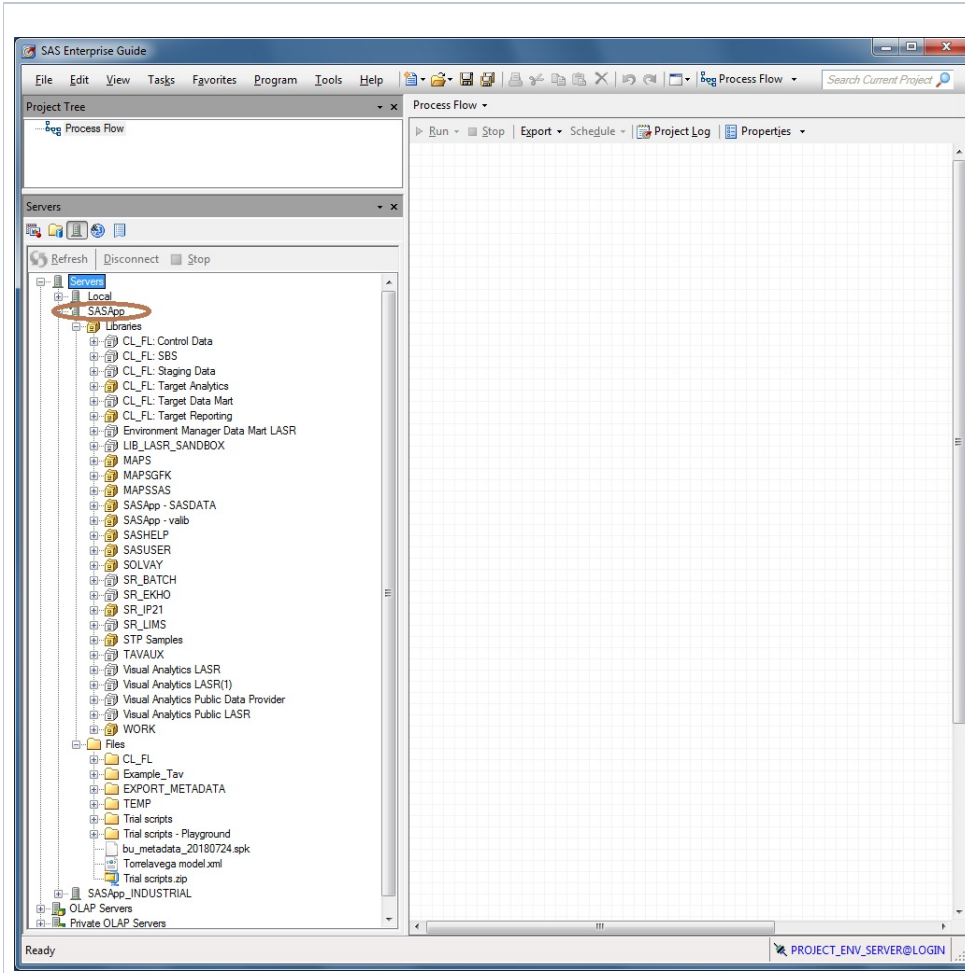 SAS Enterprise Guide
File Edit View Tasks Favorites Program Tools Help Process Flow Search Current Project
Project Tree
Process Flow
Process Flow
Run Stop Export Schedule Project Log Properties
Servers
Refresh Disconnect Stop
Servers
Local
SASApp
Libraries
CL_FL: Control Data
CL_FL: SBS
CL_FL: Staging Data
CL_FL: Target Analytics
CL_FL: Target Data Mart
CL_FL: Target Reporting
Environment Manager Data Mart LASR
LIB_LASR_SANDBOX
MAPS
MAPSGFK
MAPSSAS
SASApp - SASDATA
SASApp - valib
SASHELP
SASUSER
SOLVAY
SR_BATCH
SR_EKHO
SR_IP21
SR_LIMS
STP Samples
TAVAUX
Visual Analytics LASR
Visual Analytics LASR(1)
Visual Analytics Public Data Provider
Visual Analytics Public LASR
WORK
Files
CL_FL
Example_Tav
EXPORT_METADATA
TEMP
Trial scripts
Trial scripts - Playground
bu_metadata_20180724.spk
Torrelavega model.xml
Trial scripts.zip
SASApp_INDUSTRIAL
OLAP Servers
Private OLAP Servers
Ready PROJECT_ENV_SERVER@LOGIN